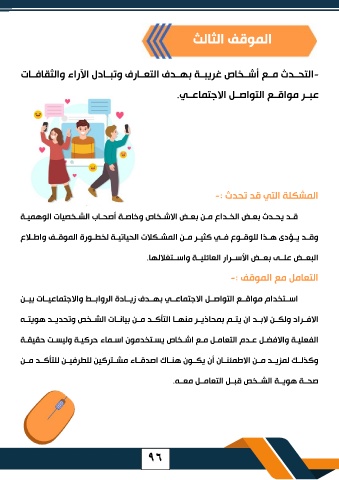 الموقف الثالث
-التحدث مع أشخاص غريبة بهدف التعارف وتبادل الآراء والثقافات
عبر مواقع التواصل الاجتماعي.
المشكلة التي قد تحدث :-
قد يحدث بعض الخداع من بعض الاشخاص وخاصة أصحاب الشخصيات الوهمية
وقد يؤدى هذا للوقوع في كثير من المشكلات الحياتية لخطورة الموقف واطلاع
البعض على بعض الأسرار العائلية واستغلالها.
التعامل مع الموقف :-
استخدام مواقع التواصل الاجتماعي بهدف زيادة الروابط والاجتماعيات بين
الافراد ولكن لابد ان يتم بمحاذير منها التأكد من بيانات الشخص وتحديد هويته
الفعلية والافضل عدم التعامل مع اشخاص يستخدمون اسماء حركية وليست حقيقة
وكذلك لمزيد من الاطمئنان أن يكون هناك اصدقاء مشتركين للطرفين للتأكد من
صحة هوية الشخص قبل التعامل معه.
٩٦